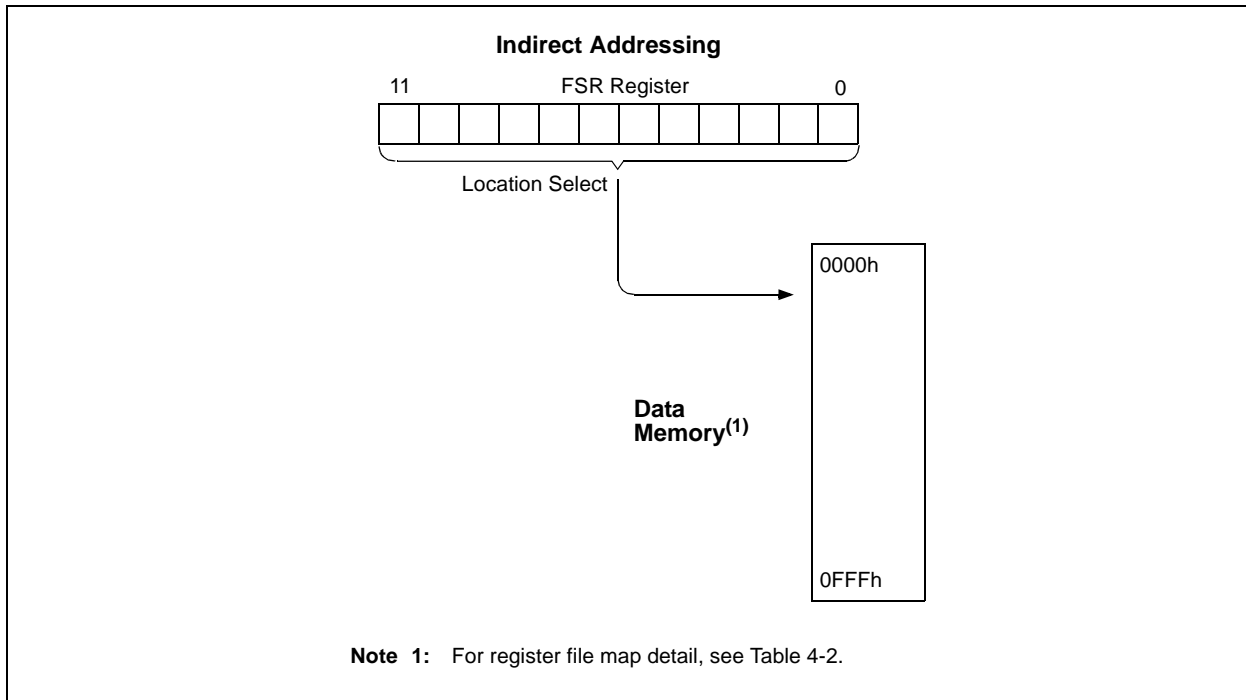 Indirect Addressing
11 FSR Register 0
Location Select
0000h
Data
Memory(1)
0FFFh
Note 1: For register file map detail, see Table 4-2.